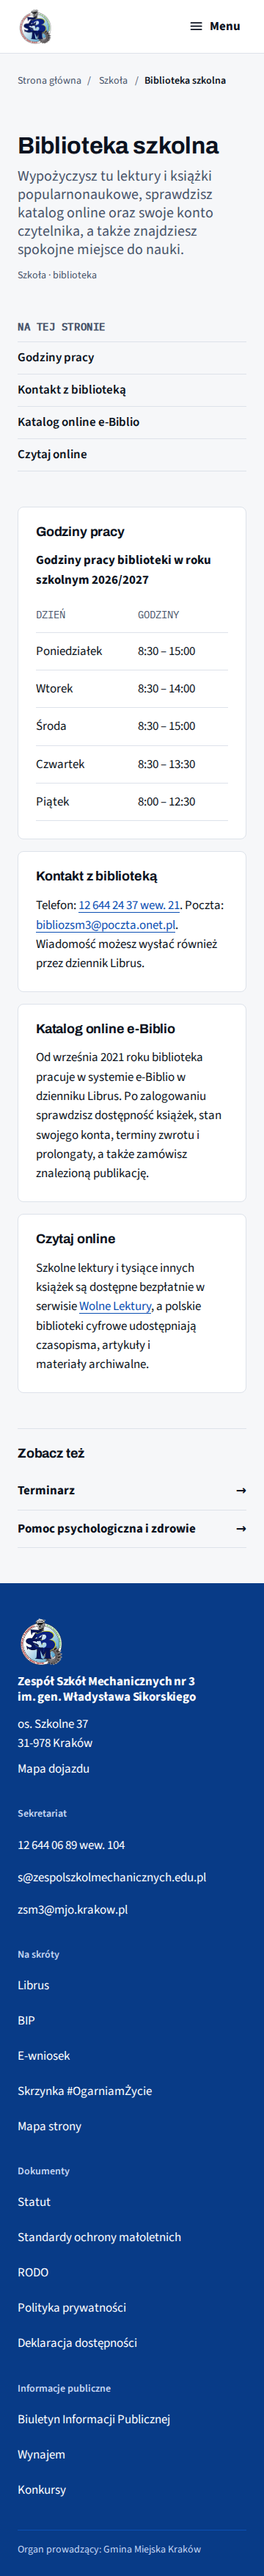 Menu
Strona główna / Szkoła / Biblioteka szkolna
Biblioteka szkolna
Wypożyczysz tu lektury i książki
popularnonaukowe, sprawdzisz
katalog online oraz swoje konto
czytelnika, a także znajdziesz
spokojne miejsce do nauki.
Szkoła · biblioteka
NA TEJ STRONIE
Godziny pracy
Kontakt z biblioteką
Katalog online e-Biblio
Czytaj online
Godziny pracy
Godziny pracy biblioteki w roku
szkolnym 2026/2027
DZIEŃ GODZINY
Poniedziałek 8:30 – 15:00
Wtorek 8:30 – 14:00
Środa 8:30 – 15:00
Czwartek 8:30 – 13:30
Piątek 8:00 – 12:30
Kontakt z biblioteką
Telefon: 12 644 24 37 wew. 21. Poczta:
bibliozsm3@poczta.onet.pl.
Wiadomość możesz wysłać również
przez dziennik Librus.
Katalog online e-Biblio
Od września 2021 roku biblioteka
pracuje w systemie e-Biblio w
dzienniku Librus. Po zalogowaniu
sprawdzisz dostępność książek, stan
swojego konta, terminy zwrotu i
prolongaty, a także zamówisz
znalezioną publikację.
Czytaj online
Szkolne lektury i tysiące innych
książek są dostępne bezpłatnie w
serwisie Wolne Lektury, a polskie
biblioteki cyfrowe udostępniają
czasopisma, artykuły i
materiały archiwalne.
Zobacz też
Terminarz →
Pomoc psychologiczna i zdrowie →
Zespół Szkół Mechanicznych nr 3
im. gen. Władysława Sikorskiego
os. Szkolne 37
31-978 Kraków
Mapa dojazdu
Sekretariat
12 644 06 89 wew. 104
s@zespolszkolmechanicznych.edu.pl
zsm3@mjo.krakow.pl
Na skróty
Librus
BIP
E-wniosek
Skrzynka #OgarniamŻycie
Mapa strony
Dokumenty
Statut
Standardy ochrony małoletnich
RODO
Polityka prywatności
Deklaracja dostępności
Informacje publiczne
Biuletyn Informacji Publicznej
Wynajem
Konkursy
Organ prowadzący: Gmina Miejska Kraków